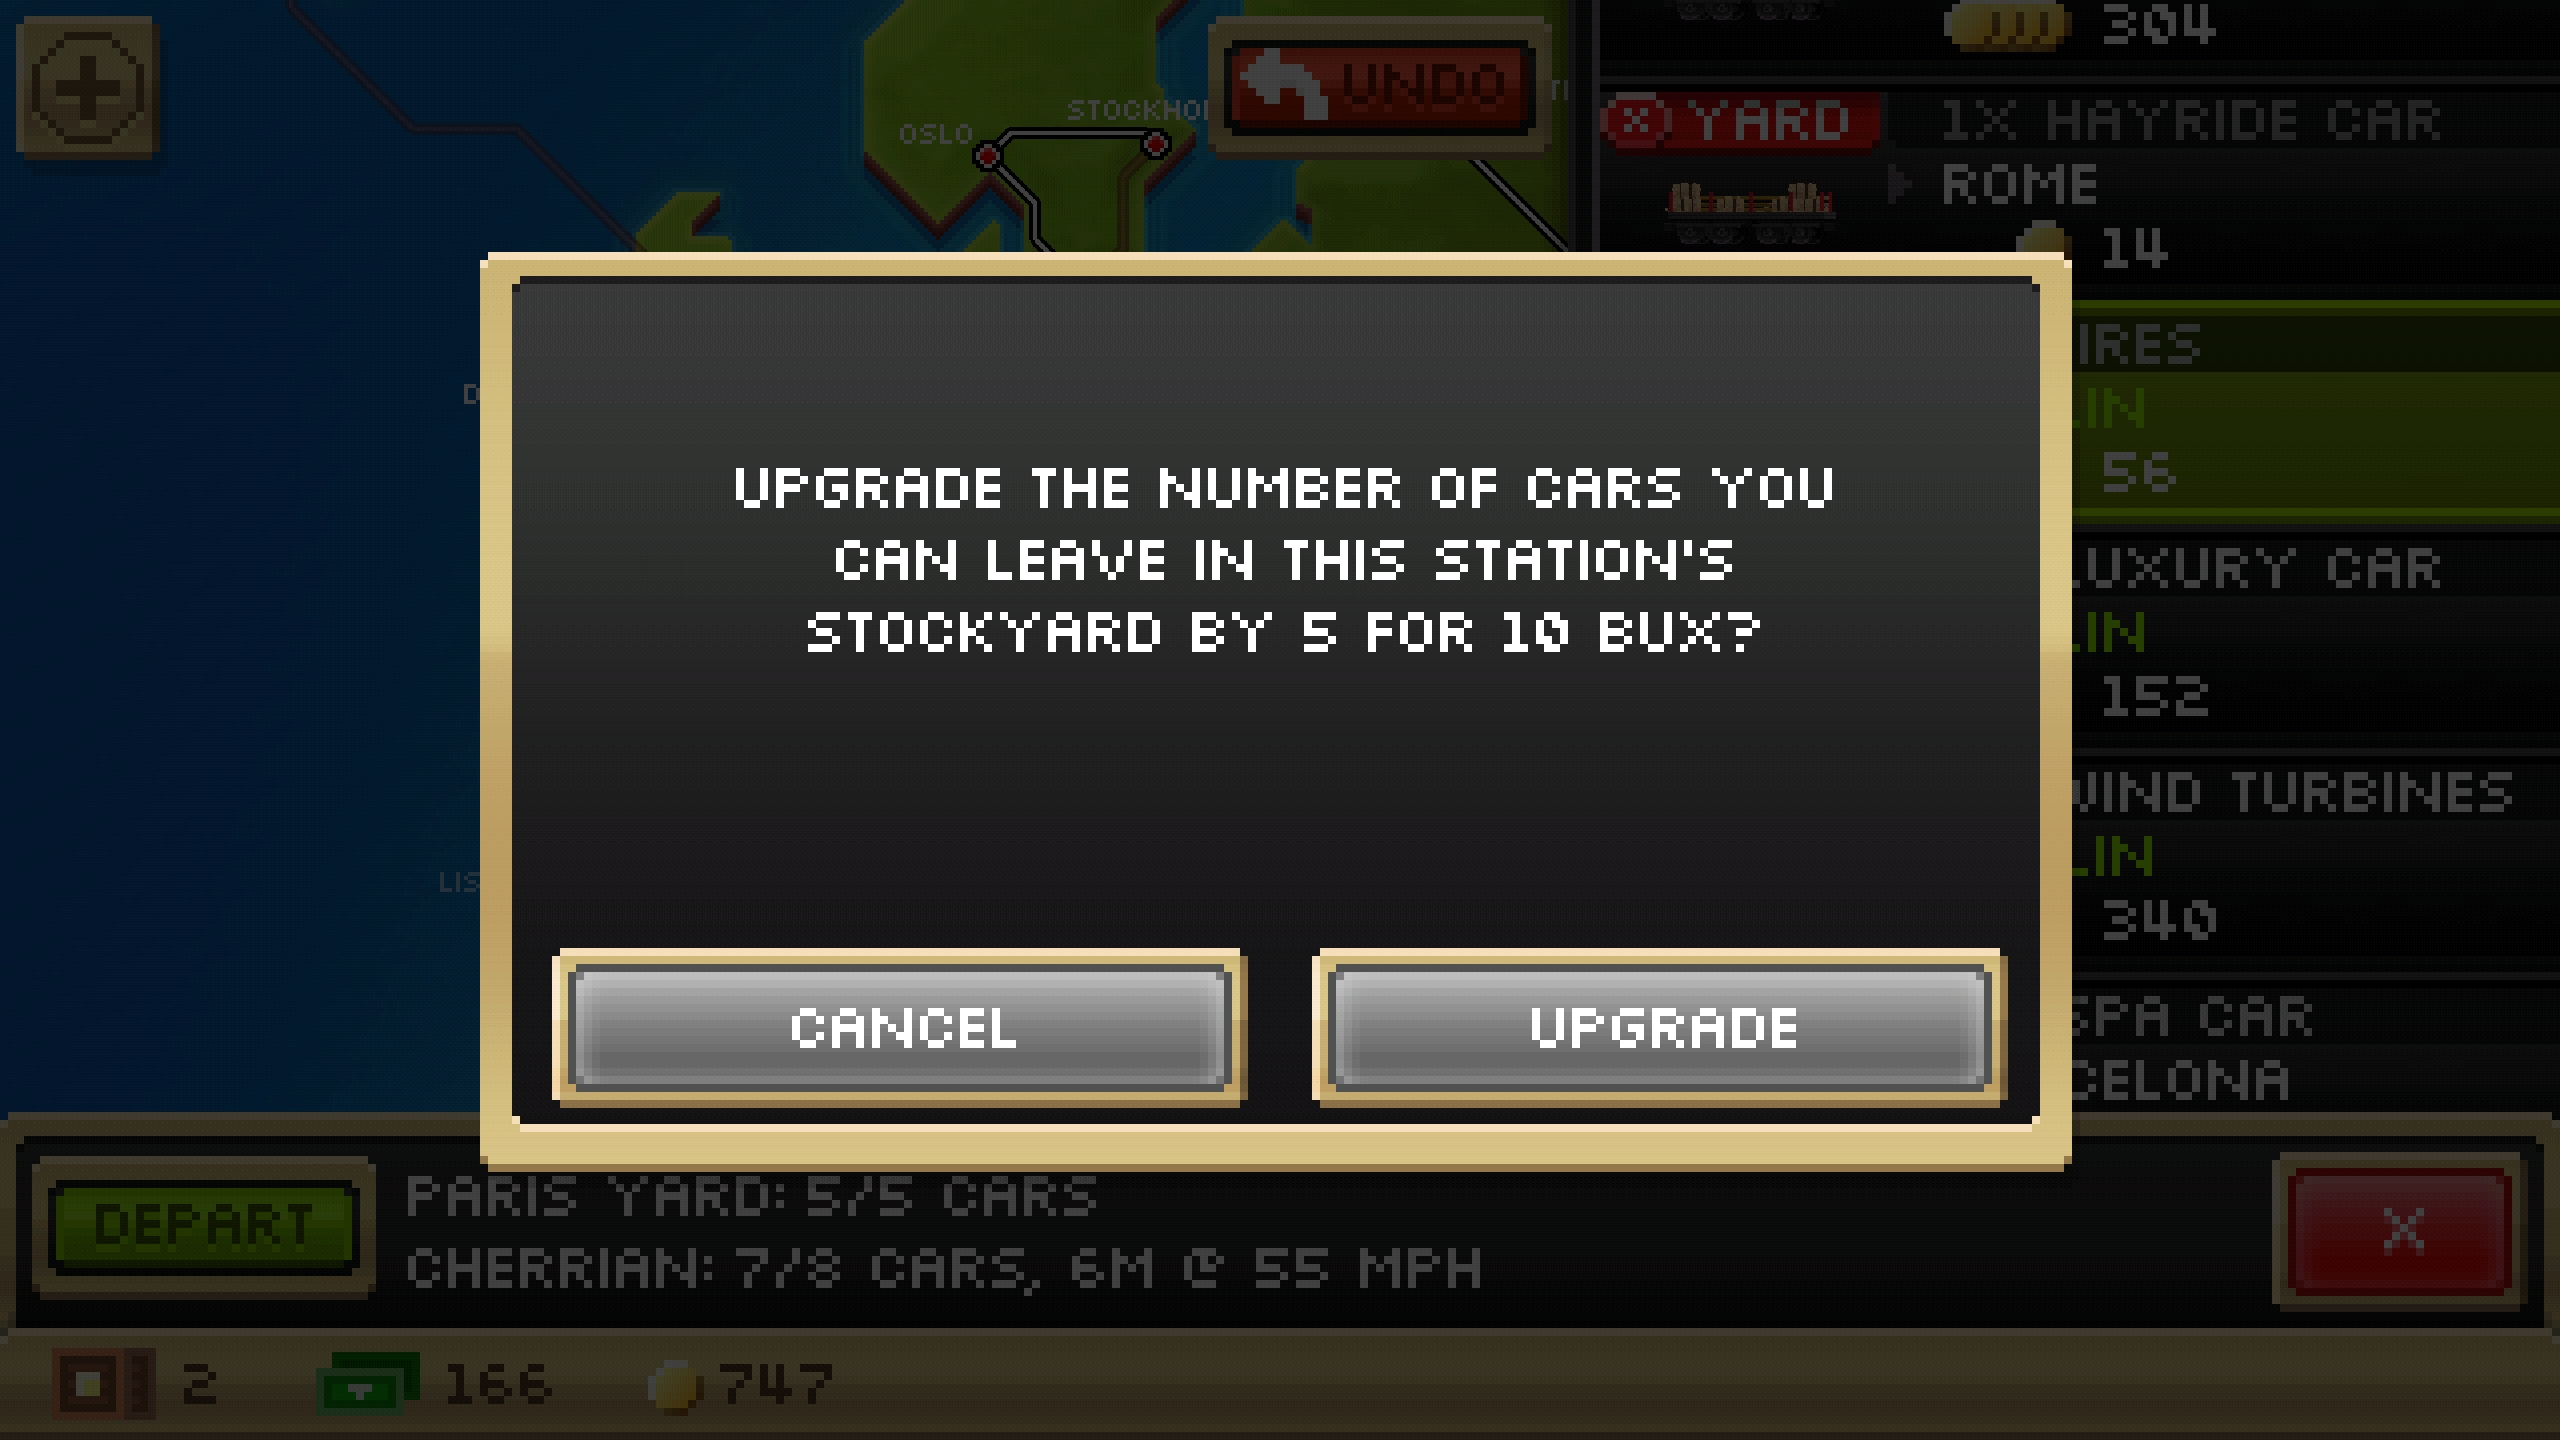 304
UNDO
STOCKHO
OSLO
X YARD
1X HAYRIDE CAR
ROME
14
IRES
LIN
56
UPGRADE THE NUMBER OF CARS YOU
CAN LEAVE IN THIS STATION'S
STOCKYARD BY 5 FOR 10 BUX?
LUXURY CAR
LIN
152
WIND TURBINES
LIN
340
LIS
CANCEL
UPGRADE
SPA CAR
CELONA
DEPART
PARIS YARD: 5/5 CARS
CHERRIAN: 7/8 CARS, 6M @ 55 MPH
X
2
166
747